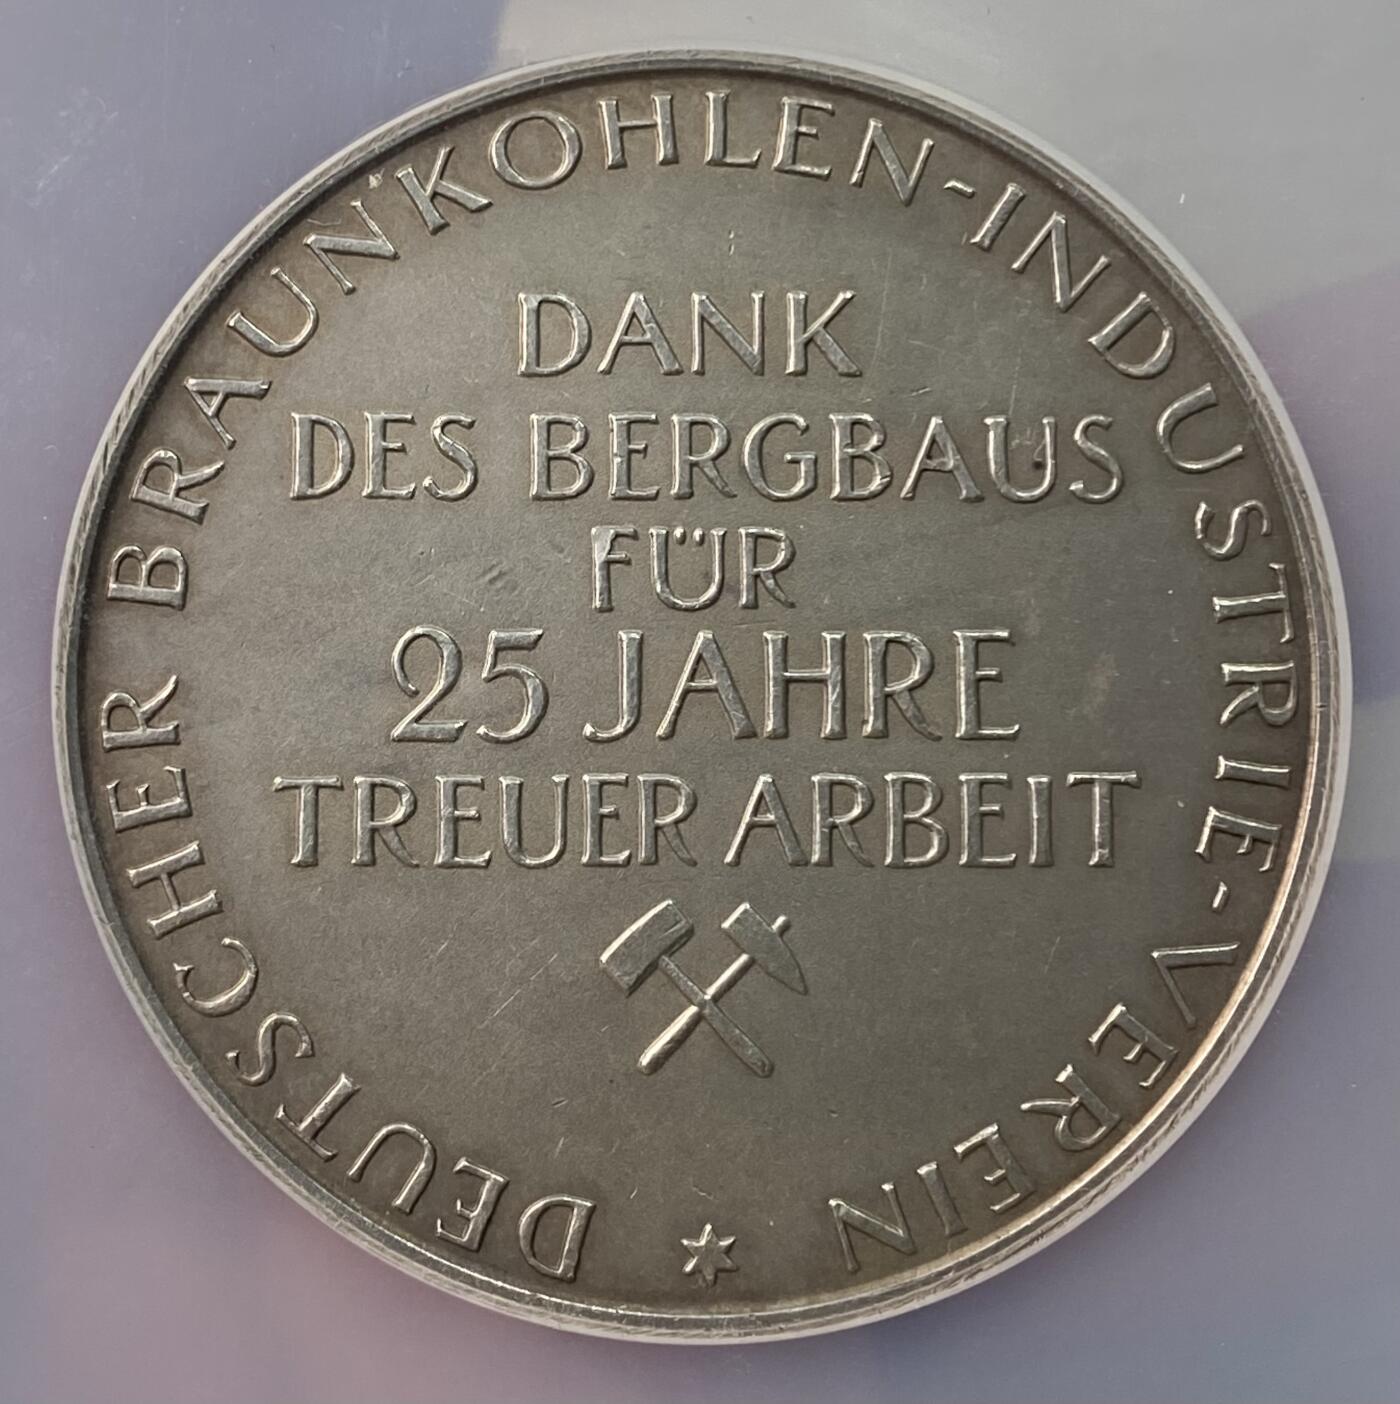 DEUTSCHER BRAUNKOHLEN-INDUSTRIE-VEREIN
DANK
DES BERGBAUS
FÜR
25 JAHRE
TREUER ARBEIT